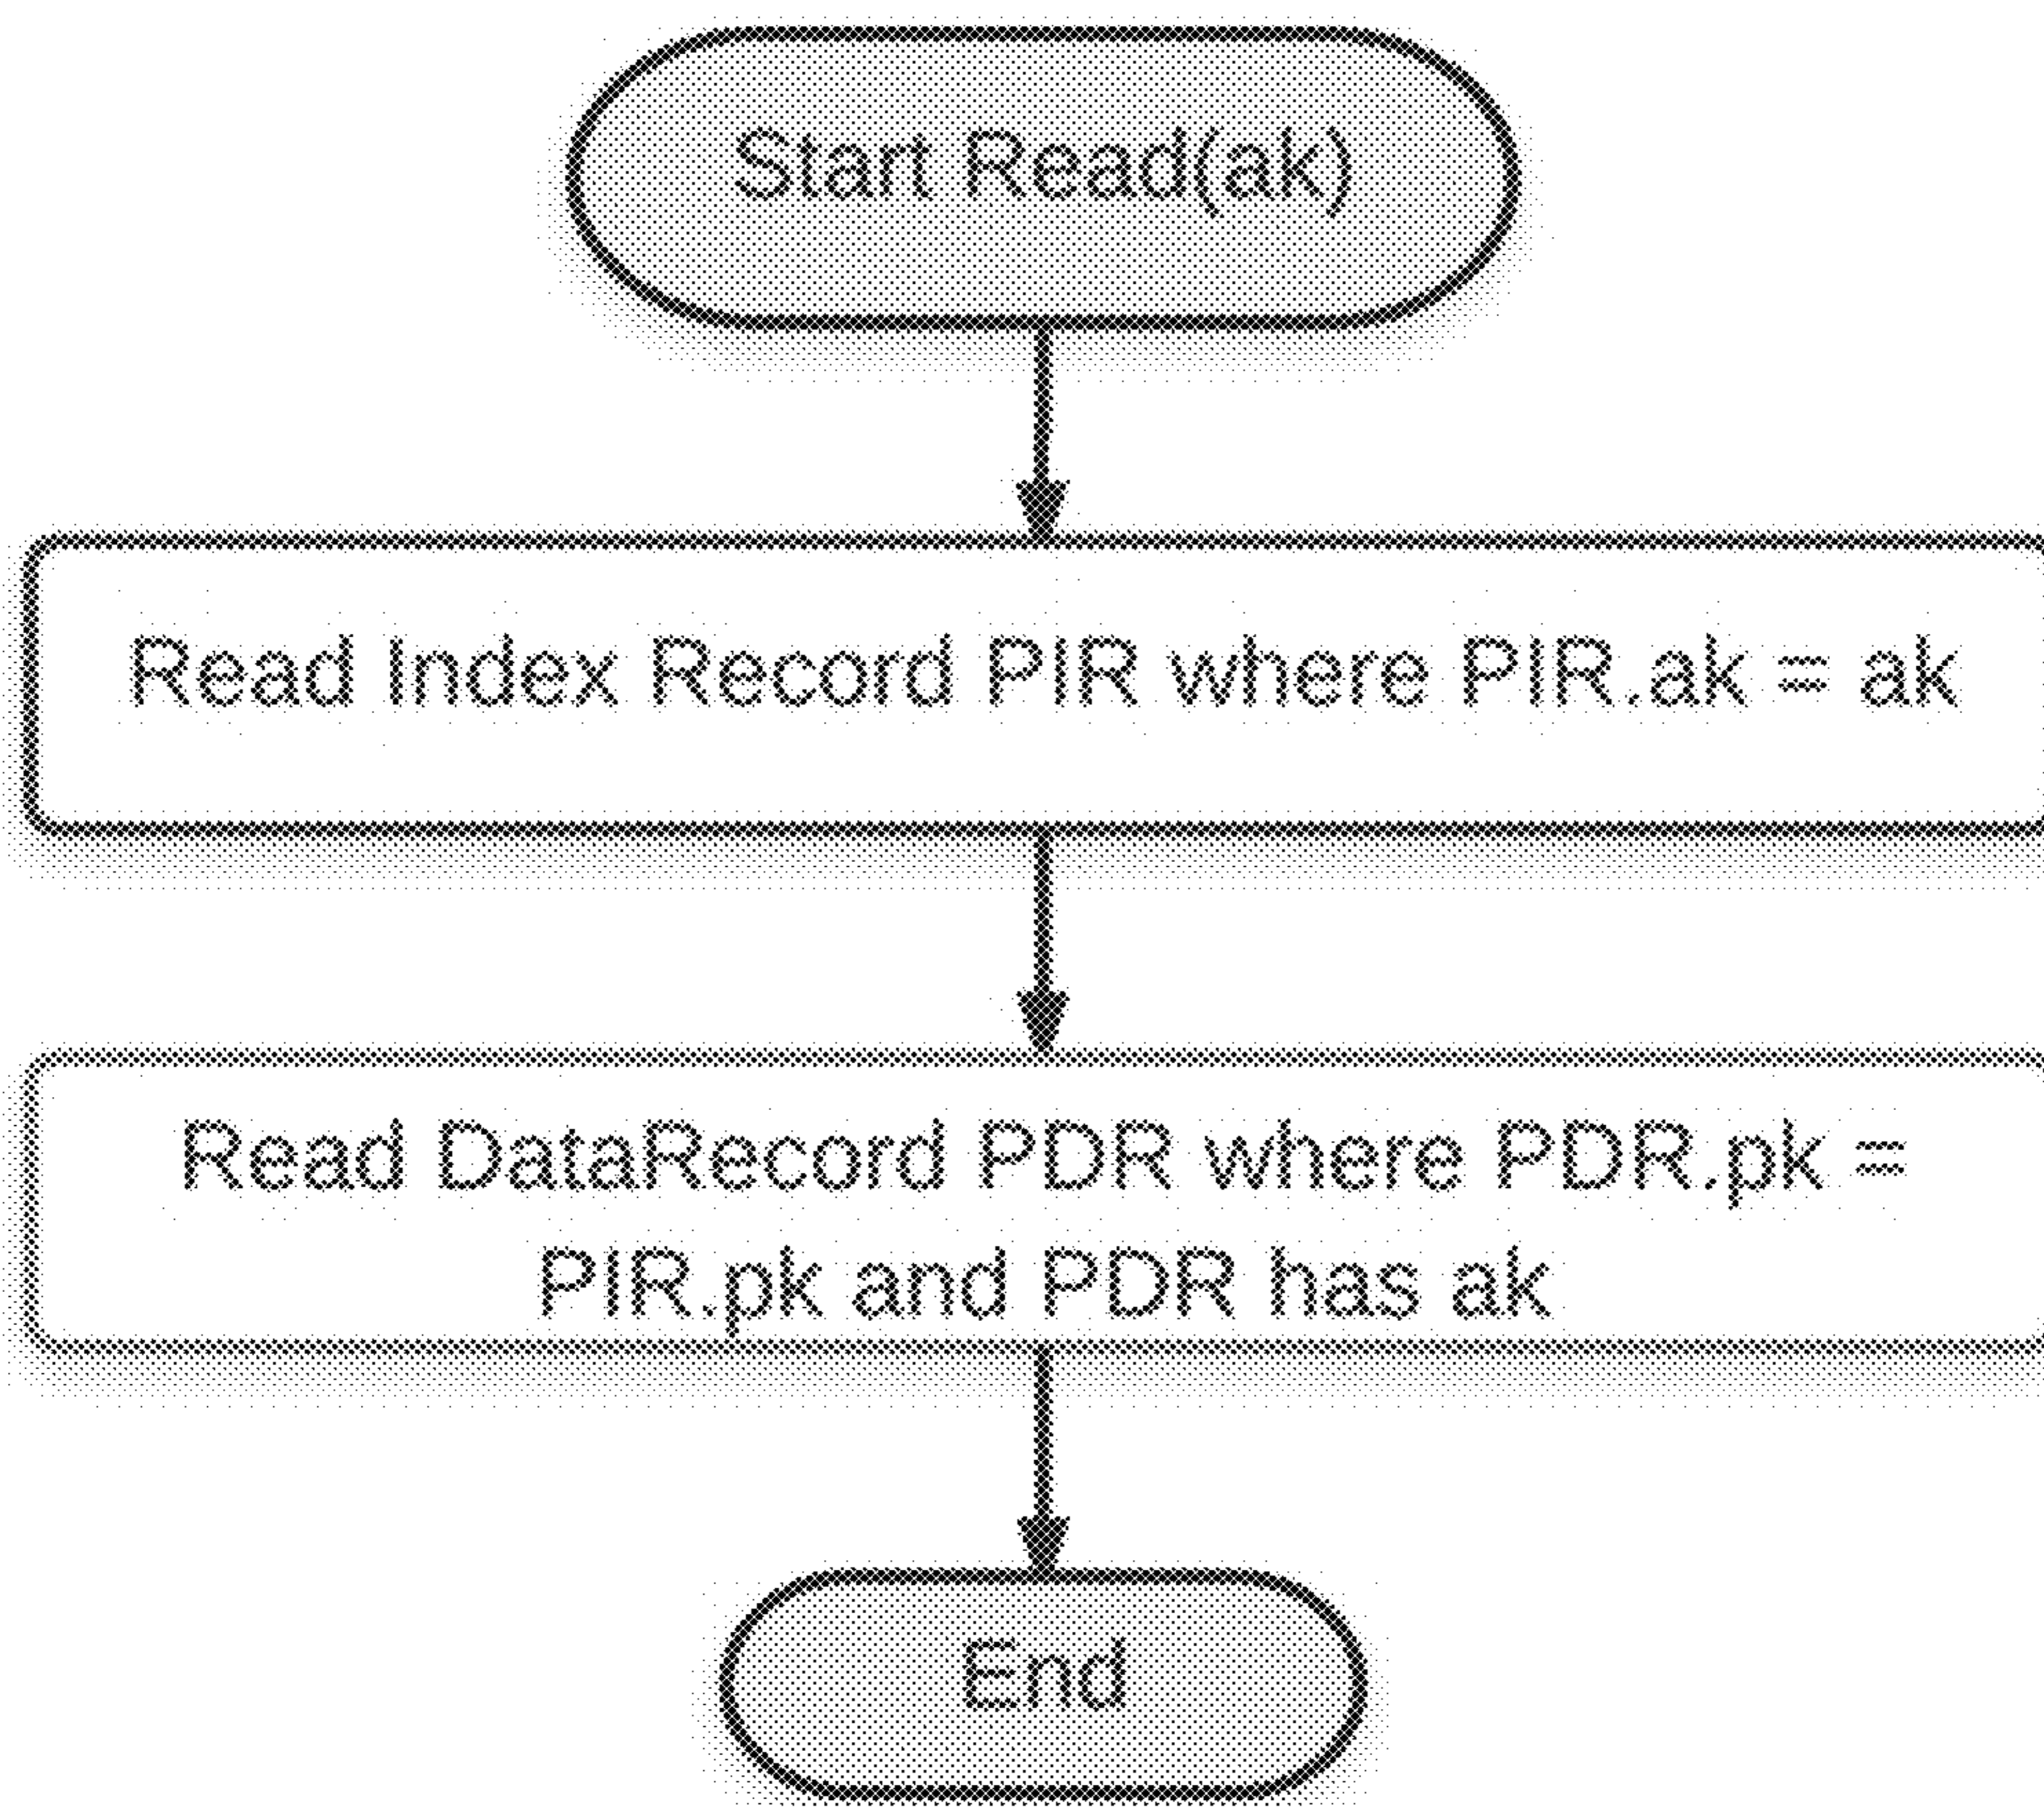 Start Read(ak)
Read Index Record PIR where PIR.ak = ak
Read DataRecord PDR where PDR.pk =
PIR.pk and PDR has ak
End